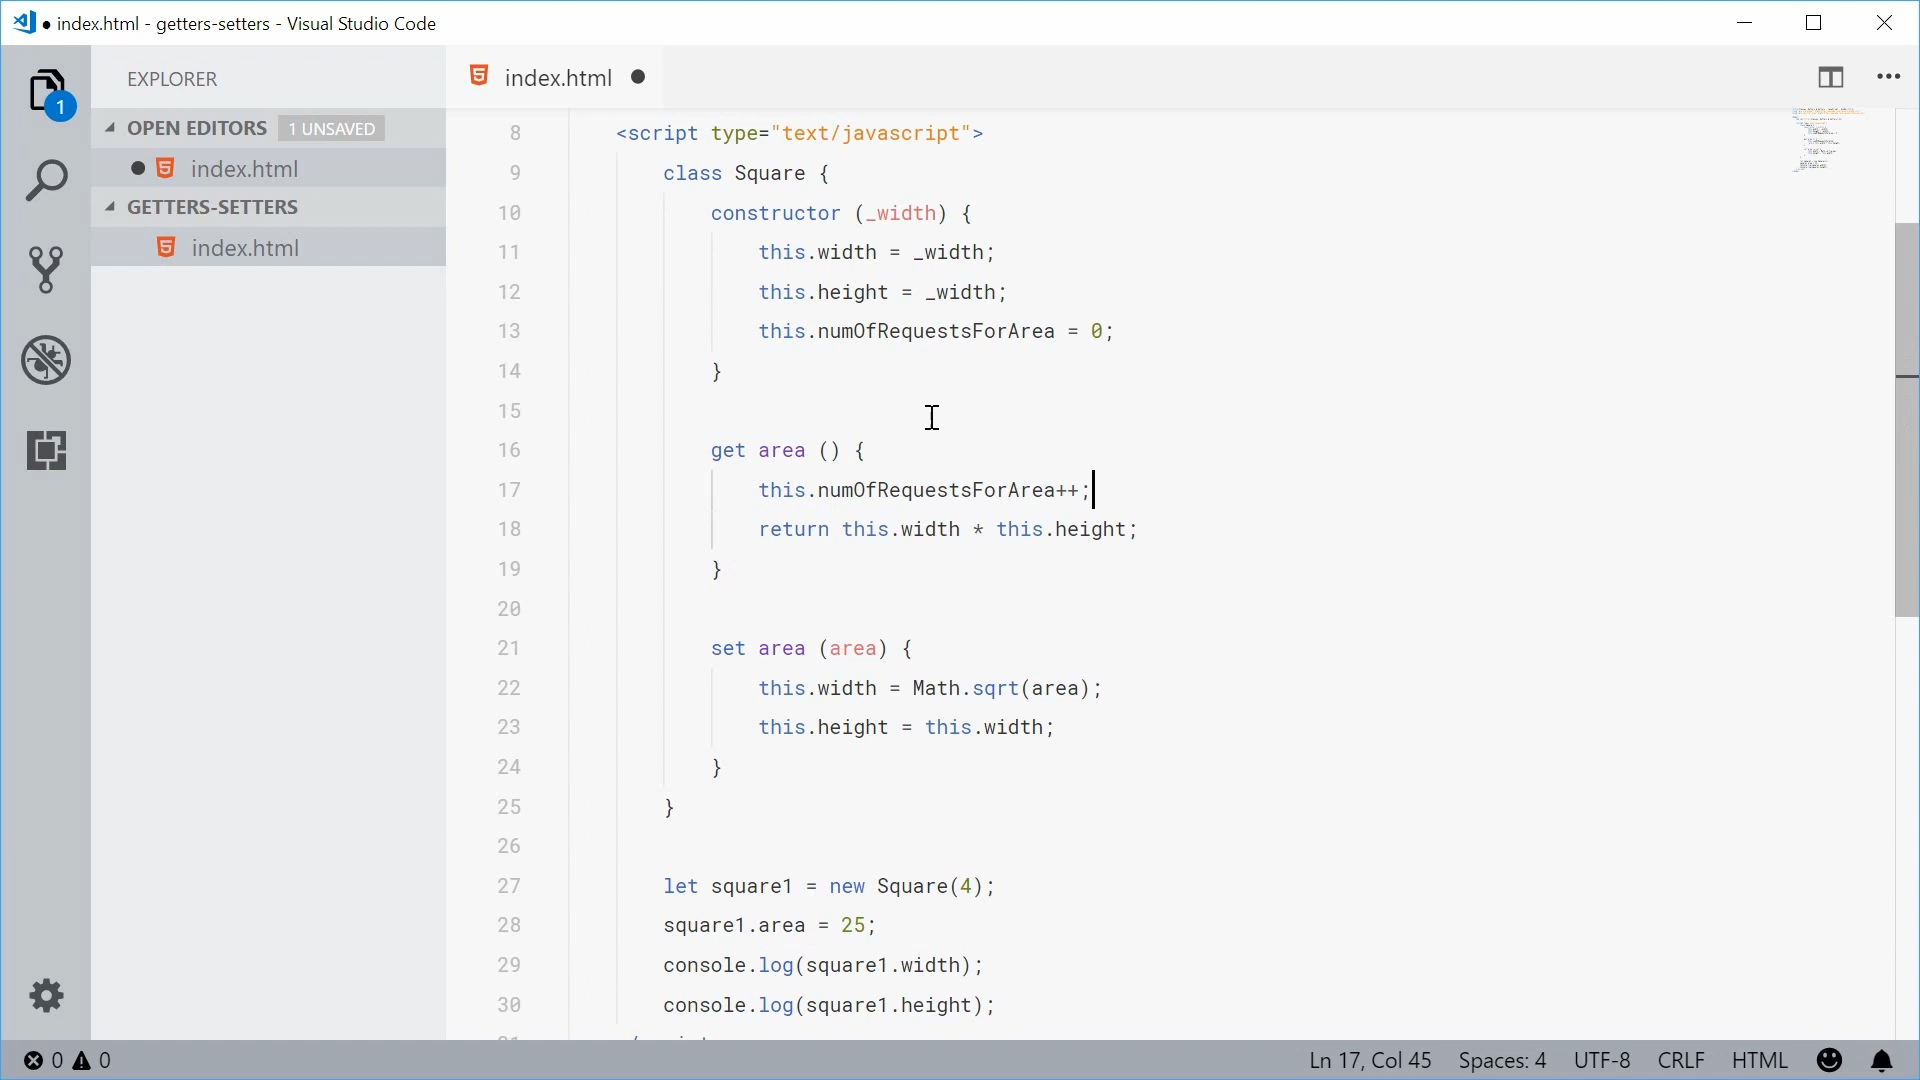 index.html - getters-setters - Visual Studio Code
EXPLORER
OPEN EDITORS 1 UNSAVED
index.html
GETTERS-SETTERS
index.html
1
index.html
8 <script type="text/javascript">
9 class Square {
10 constructor (_width) {
11 this.width = _width;
12 this.height = _width;
13 this.numOfRequestsForArea = 0;
14 }
15
16 get area () {
17 this.numOfRequestsForArea++;
18 return this.width * this.height;
19 }
20
21 set area (area) {
22 this.width = Math.sqrt(area);
23 this.height = this.width;
24 }
25 }
26
27 let square1 = new Square(4);
28 square1.area = 25;
29 console.log(square1.width);
30 console.log(square1.height);
0 0 Ln 17, Col 45 Spaces: 4 UTF-8 CRLF HTML